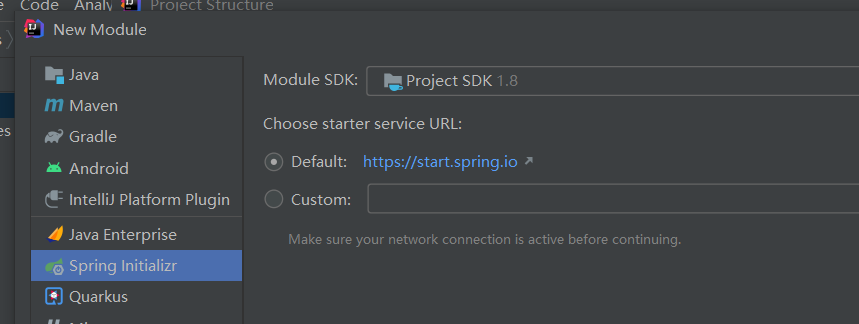 Code Analy Project Structure
New Module
Java
Maven
Gradle
Android
IntelliJ Platform Plugin
Java Enterprise
Spring Initializr
Quarkus
Module SDK: Project SDK 1.8
Choose starter service URL:
Default: https://start.spring.io
Custom:
Make sure your network connection is active before continuing.